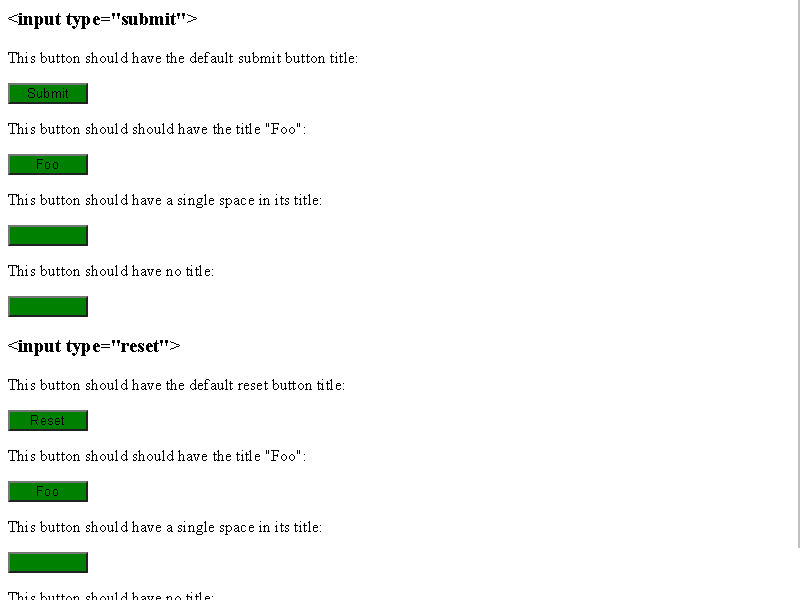 <input type="submit">
This button should have the default submit button title:
Submit
This button should should have the title "Foo":
Foo
This button should have a single space in its title:
This button should have no title:
<input type="reset">
This button should have the default reset button title:
Reset
This button should should have the title "Foo":
Foo
This button should have a single space in its title:
This button should have no title: